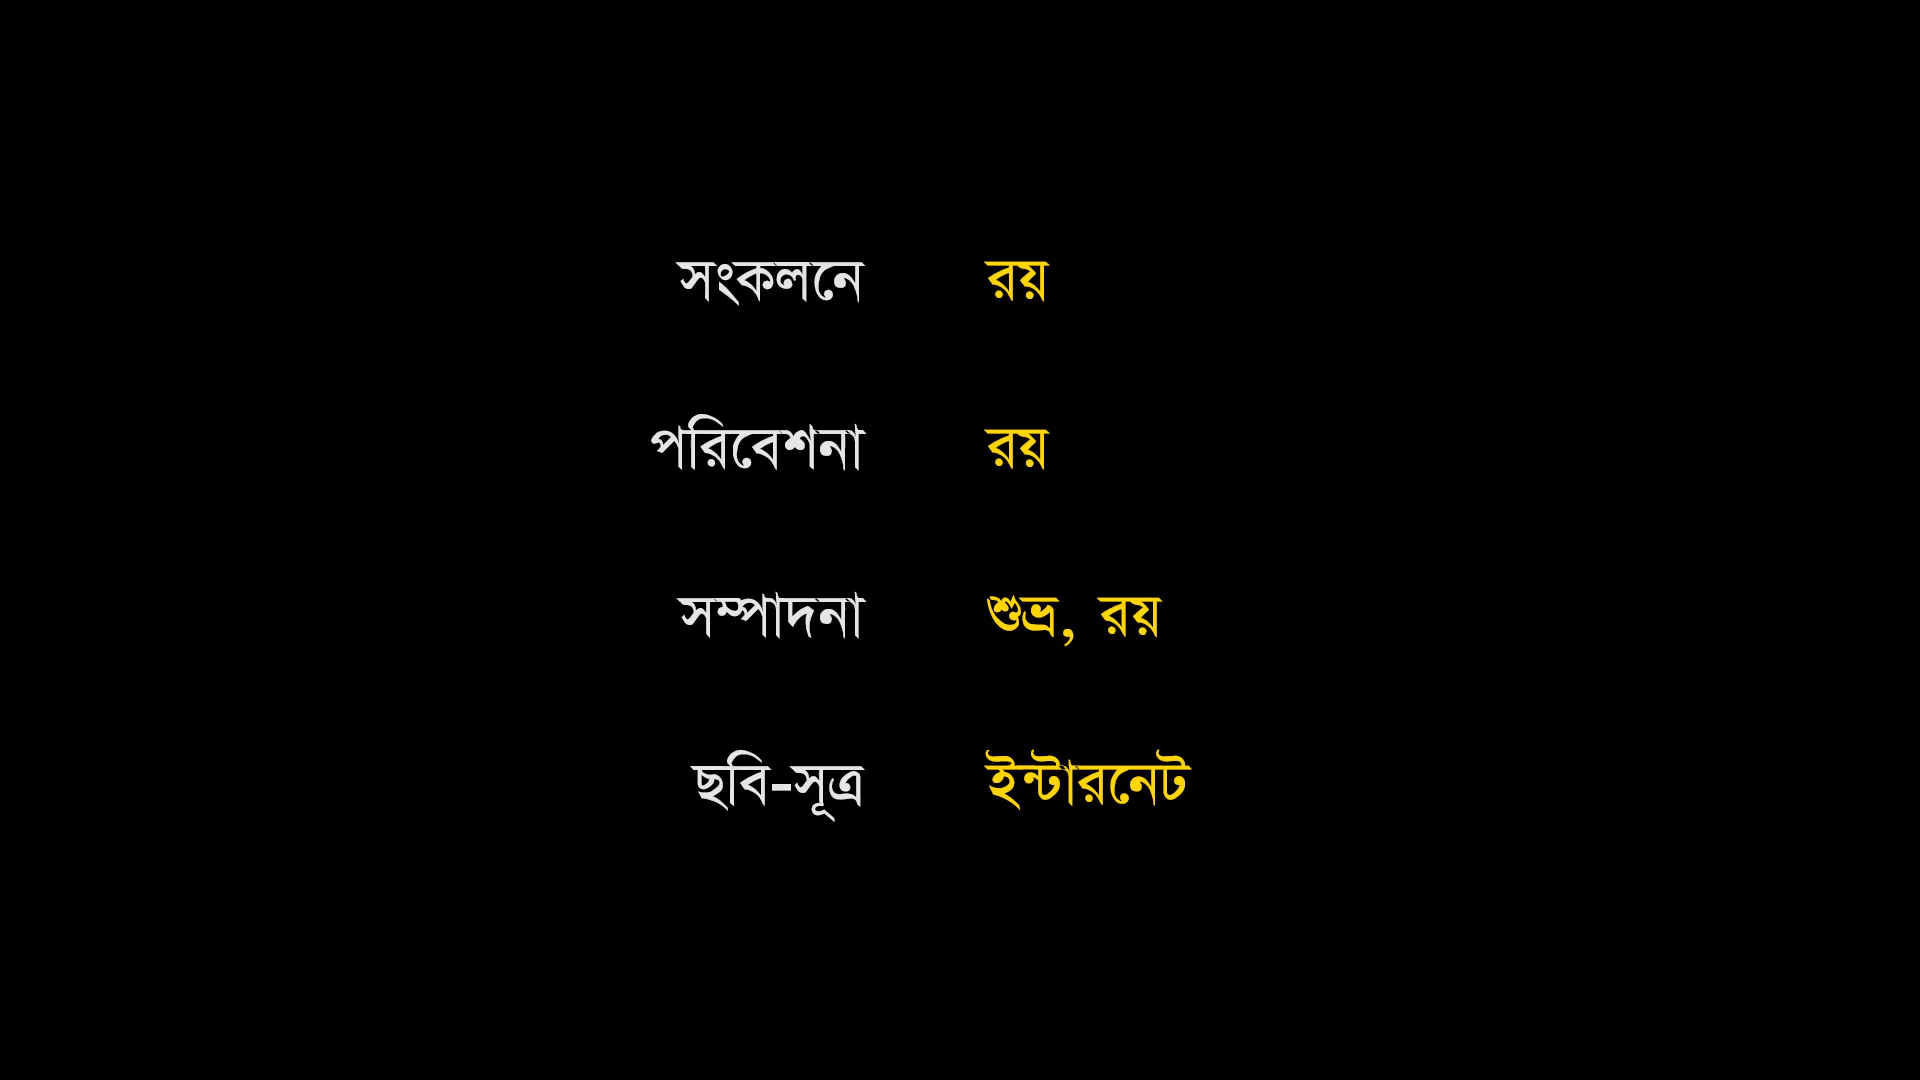 সংকলনে রয়
পরিবেশনা রয়
সম্পাদনা শুভ্র, রয়
ছবি-সূত্র ইন্টারনেট